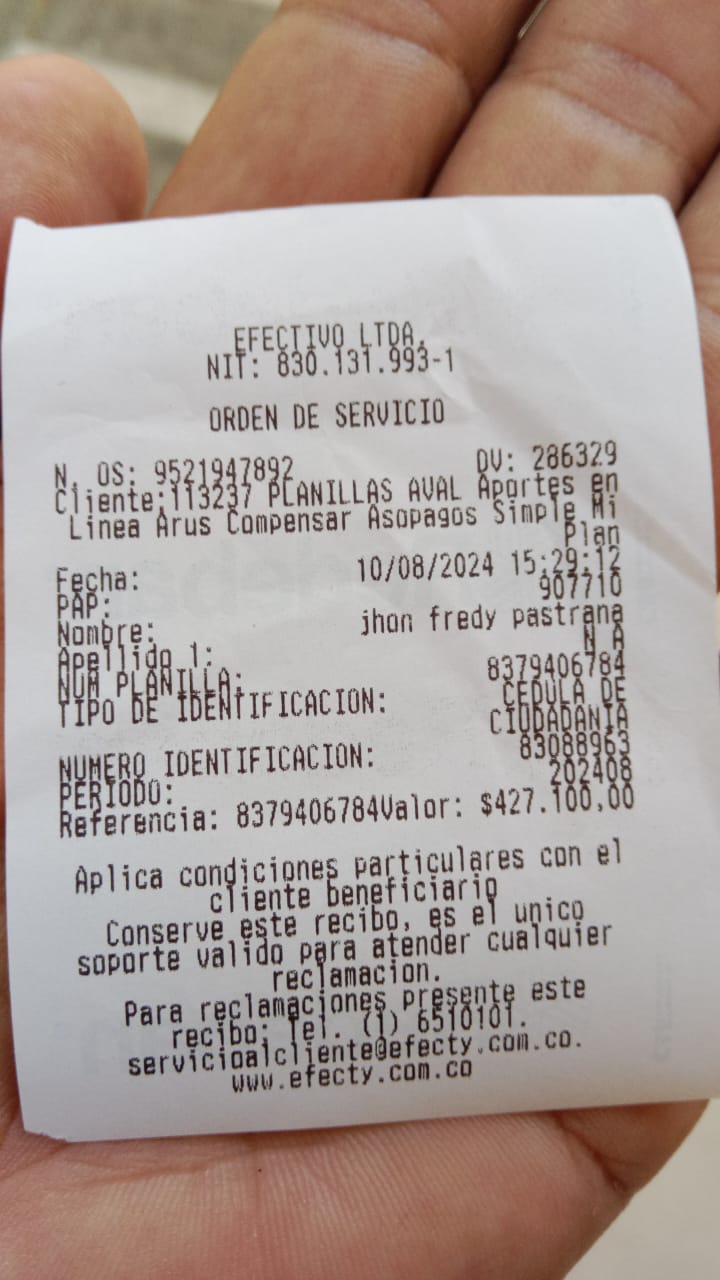 EFECTIVO LTDA.
NIT: 830.131.993-1
ORDEN DE SERVICIO
N. OS: 9521947892 DV: 286329
Cliente:113237 PLANILLAS AVAL Aportes en
Linea Arus Compensar Asopagos Simple Mi
Plan
Fecha: 10/08/2024 15:29:12
PAP: 907710
Nombre: jhon fredy pastrana
Apellido 1: N A
NUM PLANILLA: 8379406784
TIPO DE IDENTIFICACION: CEDULA DE
CIUDADANIA
NUMERO IDENTIFICACION: 83088963
PERIODO: 202408
Referencia: 8379406784Valor: $427.100,00
Aplica condiciones particulares con el
cliente beneficiario
Conserve este recibo, es el unico
soporte valido para atender cualquier
reclamacion.
Para reclamaciones presente este
recibo: Tel. (1) 6510101.
servicioalcliente@efecty.com.co.
www.efecty.com.co